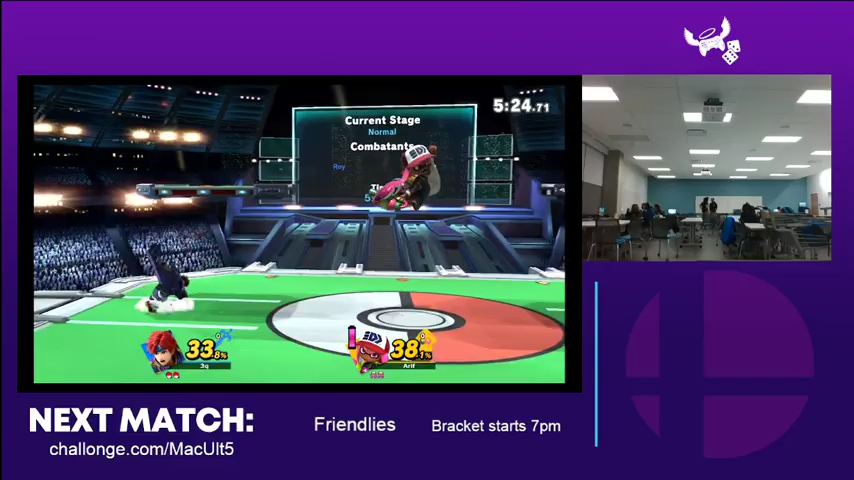 5:24.71
Current Stage
Normal
Combatants
Roy
33.8%
3q
38.1%
Arif
NEXT MATCH:
challonge.com/MacUlt5
Friendlies
Bracket starts 7pm